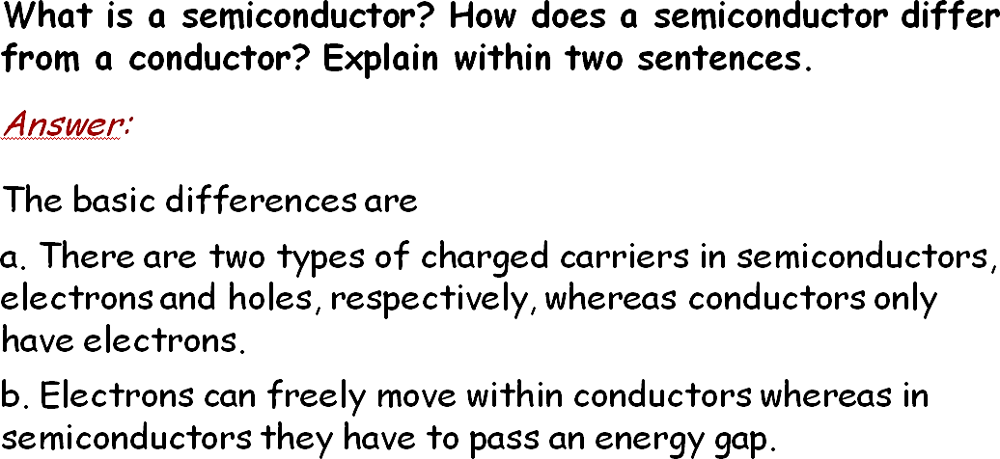 What is a semiconductor? How does a semiconductor differ
from a conductor? Explain within two sentences.
Answer:
The basic differences are
a. There are two types of charged carriers in semiconductors,
electrons and holes, respectively, whereas conductors only
have electrons.
b. Electrons can freely move within conductors whereas in
semiconductors they have to pass an energy gap.